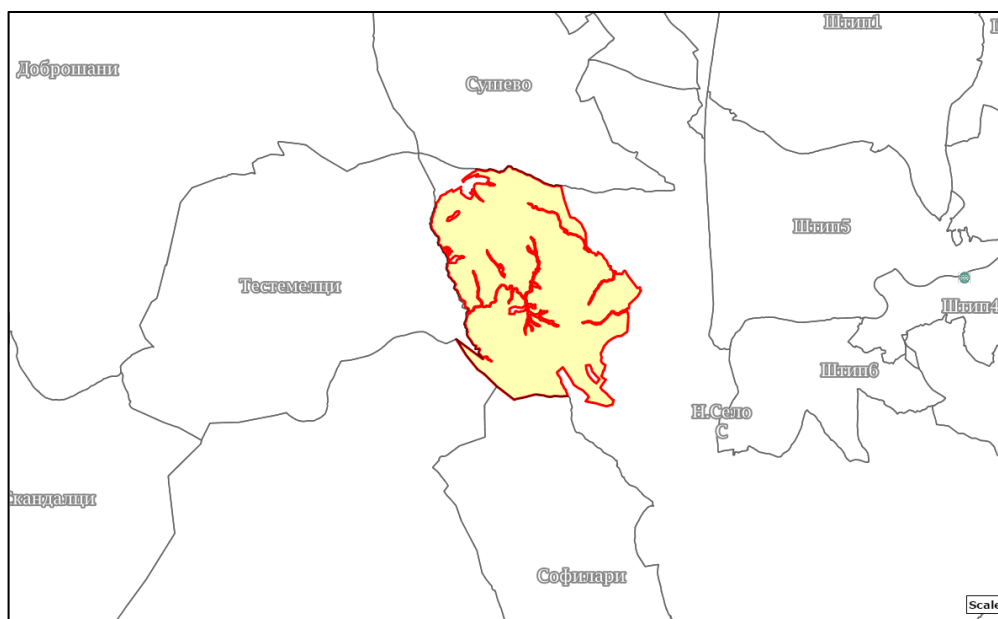 Штип1
Доброшани
Сушево
Штип5
Тестемелци
Штип4
Штип6
Н.Село
С
Скандалци
Софилари
Scale